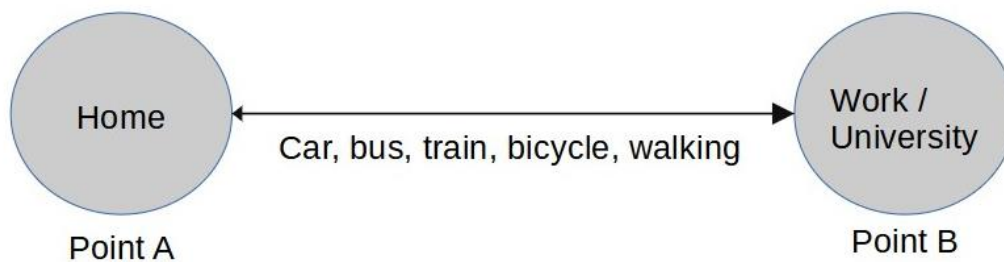 Home
Work /
University
Car, bus, train, bicycle, walking
Point A
Point B